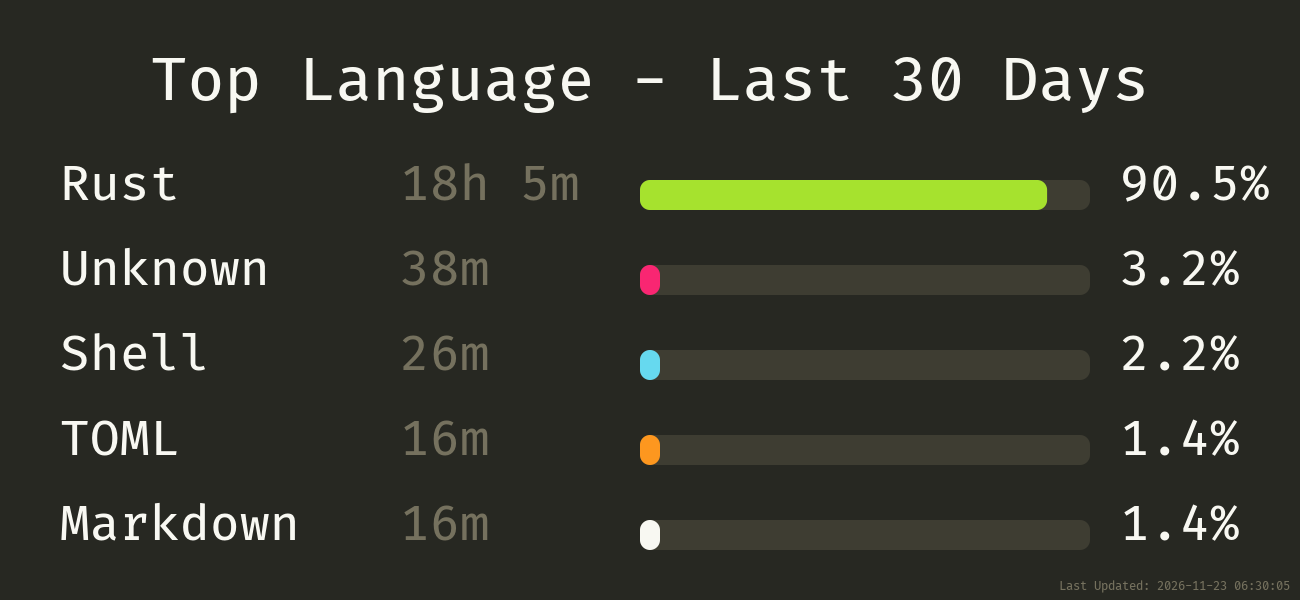 Top Language – Last 30 Days
Rust 18h 5m 90.5%
Unknown 38m 3.2%
Shell 26m 2.2%
TOML 16m 1.4%
Markdown 16m 1.4%
Last Updated: 2026-11-23 06:30:05